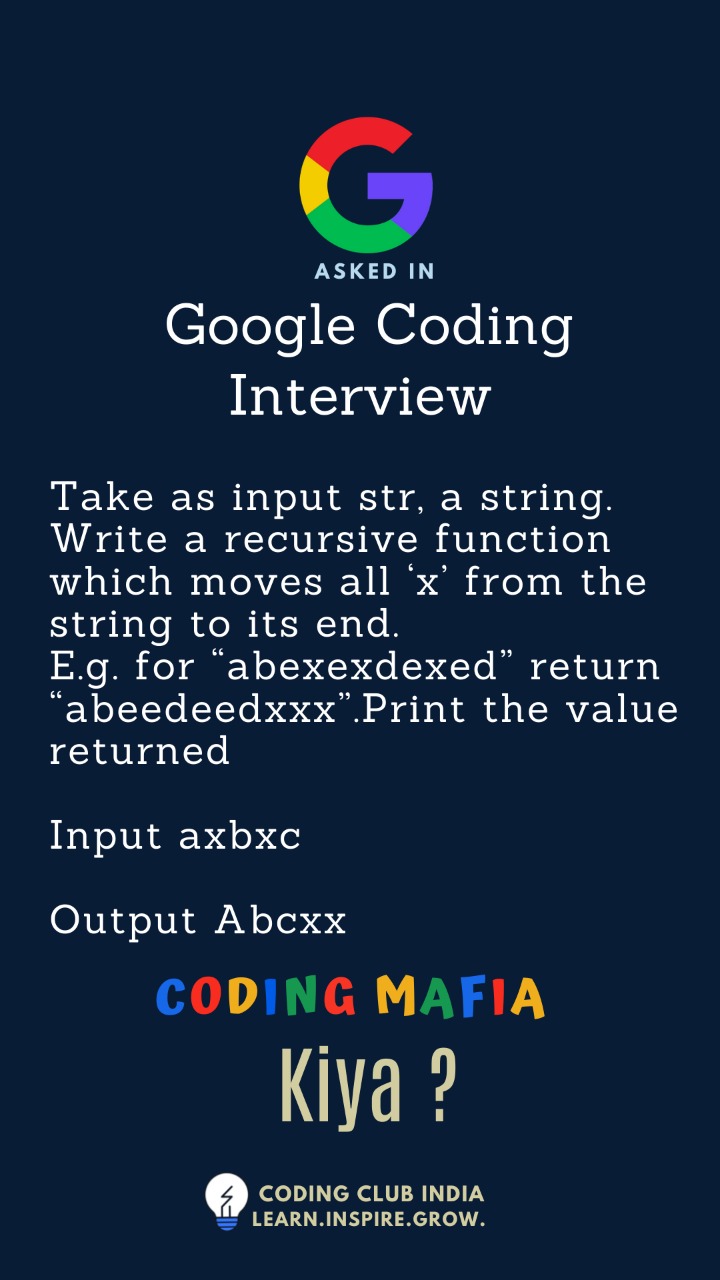 ASKED IN
Google Coding
Interview
Take as input str, a string.
Write a recursive function
which moves all ‘x’ from the
string to its end.
E.g. for “abexexdexed” return
“abeedeedxxx”.Print the value
returned
Input axbxc
Output Abcxx
CODING MAFIA
Kiya ?
CODING CLUB INDIA
LEARN.INSPIRE.GROW.